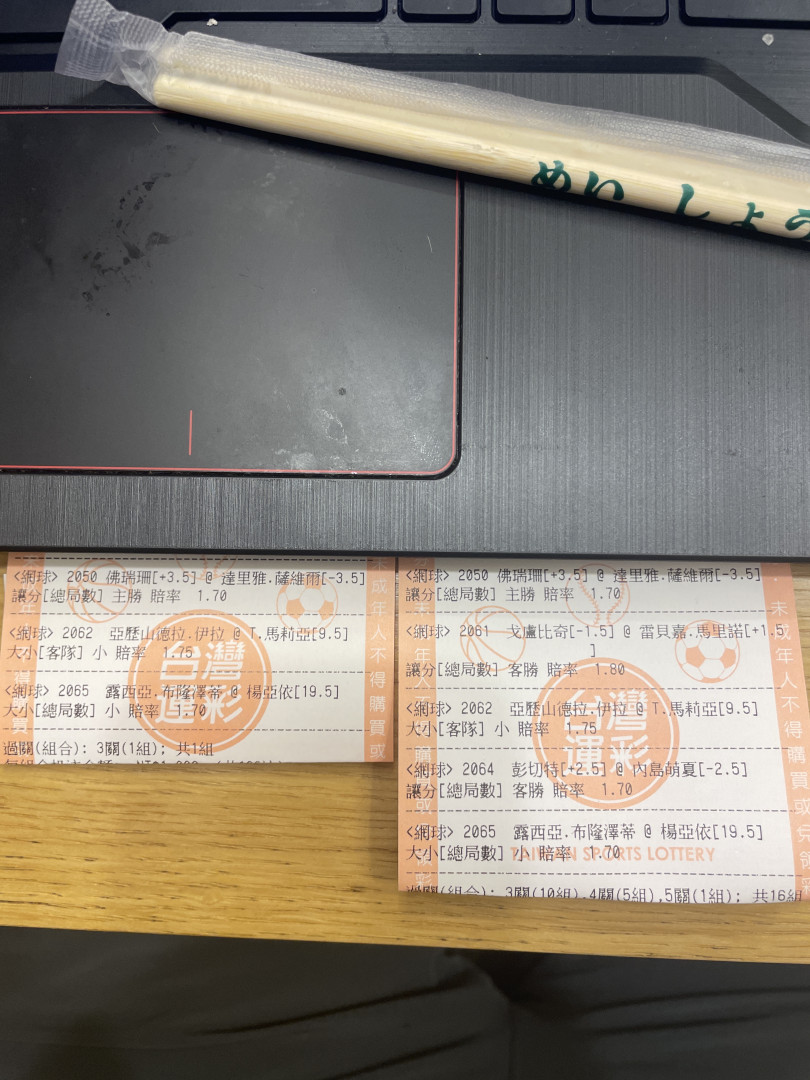 めいしょう
<網球> 2050 佛瑞珊[+3.5] @ 達里雅.薩維爾[-3.5]
讓分[總局數] 主勝 賠率 1.70
<網球> 2062 亞歷山德拉.伊拉 @ T.馬莉亞[9.5]
大小[客隊] 小 賠率 1.75
<網球> 2065 露西亞.布隆澤蒂 @ 楊亞依[19.5]
大小[總局數] 小 賠率 1.70
過關(組合): 3關(1組); 共1組
台灣運彩
未成年人不得購買或
<網球> 2050 佛瑞珊[+3.5] @ 達里雅.薩維爾[-3.5]
讓分[總局數] 主勝 賠率 1.70
<網球> 2061 戈盧比奇[-1.5] @ 雷貝嘉.馬里諾[+1.5
]
讓分[總局數] 客勝 賠率 1.80
<網球> 2062 亞歷山德拉.伊拉 @ T.馬莉亞[9.5]
大小[客隊] 小 賠率 1.75
<網球> 2064 彭切特[+2.5] @ 內島萌夏[-2.5]
讓分[總局數] 客勝 賠率 1.70
<網球> 2065 露西亞.布隆澤蒂 @ 楊亞依[19.5]
大小[總局數] 小 賠率 1.70
TAIWAN SPORTS LOTTERY
過關(組合): 3關(10組),4關(5組),5關(1組); 共16組
台灣運彩
未成年人不得購買或兌領